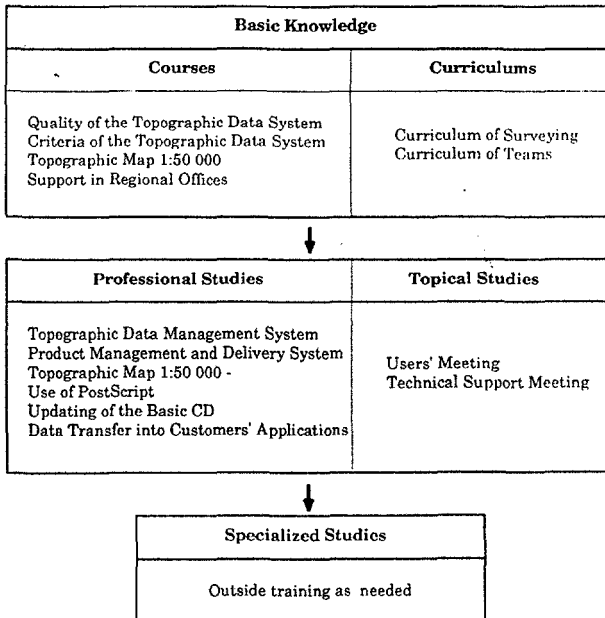 Basic Knowledge
Courses
Quality of the Topographic Data System
Criteria of the Topographic Data System
Topographic Map 1:50 000
Support in Regional Offices
Curriculums
Curriculum of Surveying
Curriculum of Teams
Professional Studies
Topographic Data Management System
Product Management and Delivery System
Topographic Map 1:50 000 -
Use of PostScript
Updating of the Basic CD
Data Transfer into Customers' Applications
Topical Studies
Users' Meeting
Technical Support Meeting
Specialized Studies
Outside training as needed